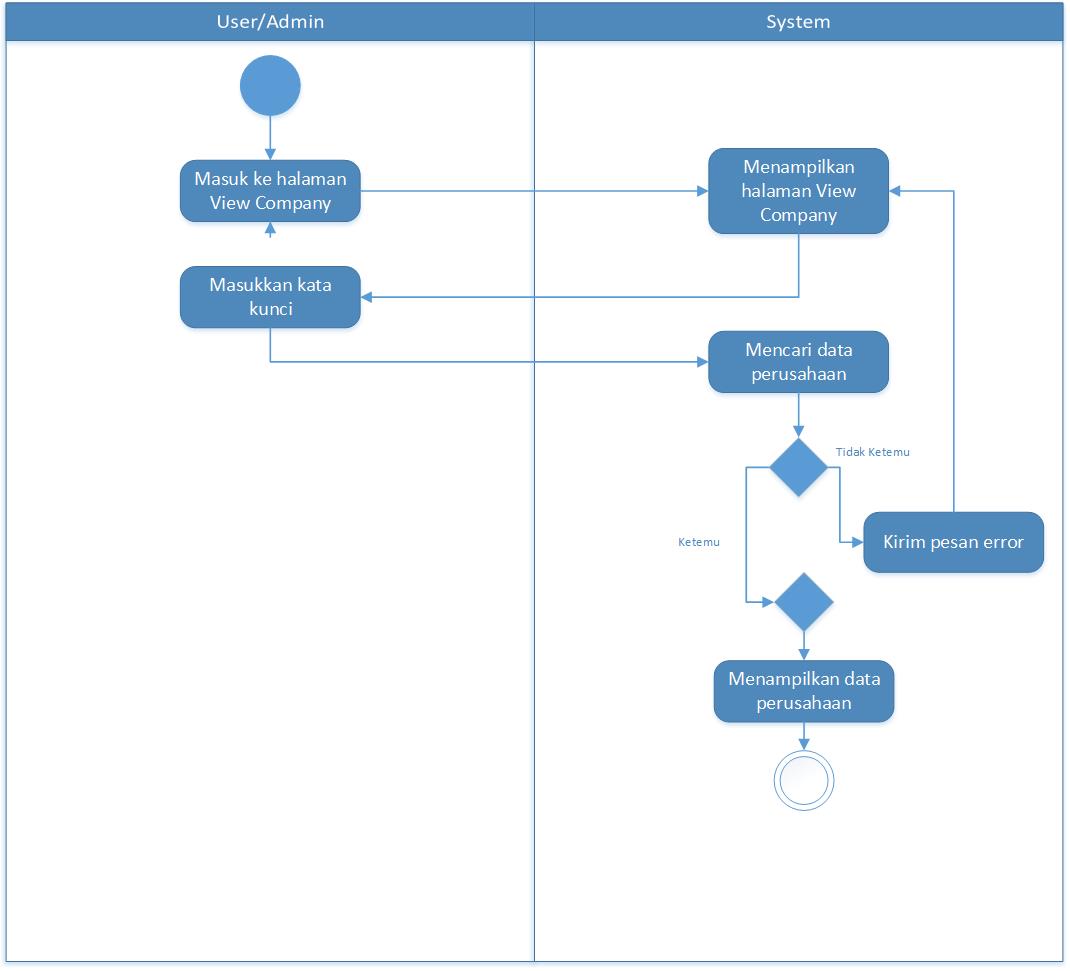 User/Admin
System
Masuk ke halaman
View Company
Menampilkan
halaman View
Company
Masukkan kata
kunci
Mencari data
perusahaan
Tidak Ketemu
Ketemu
Kirim pesan error
Menampilkan data
perusahaan